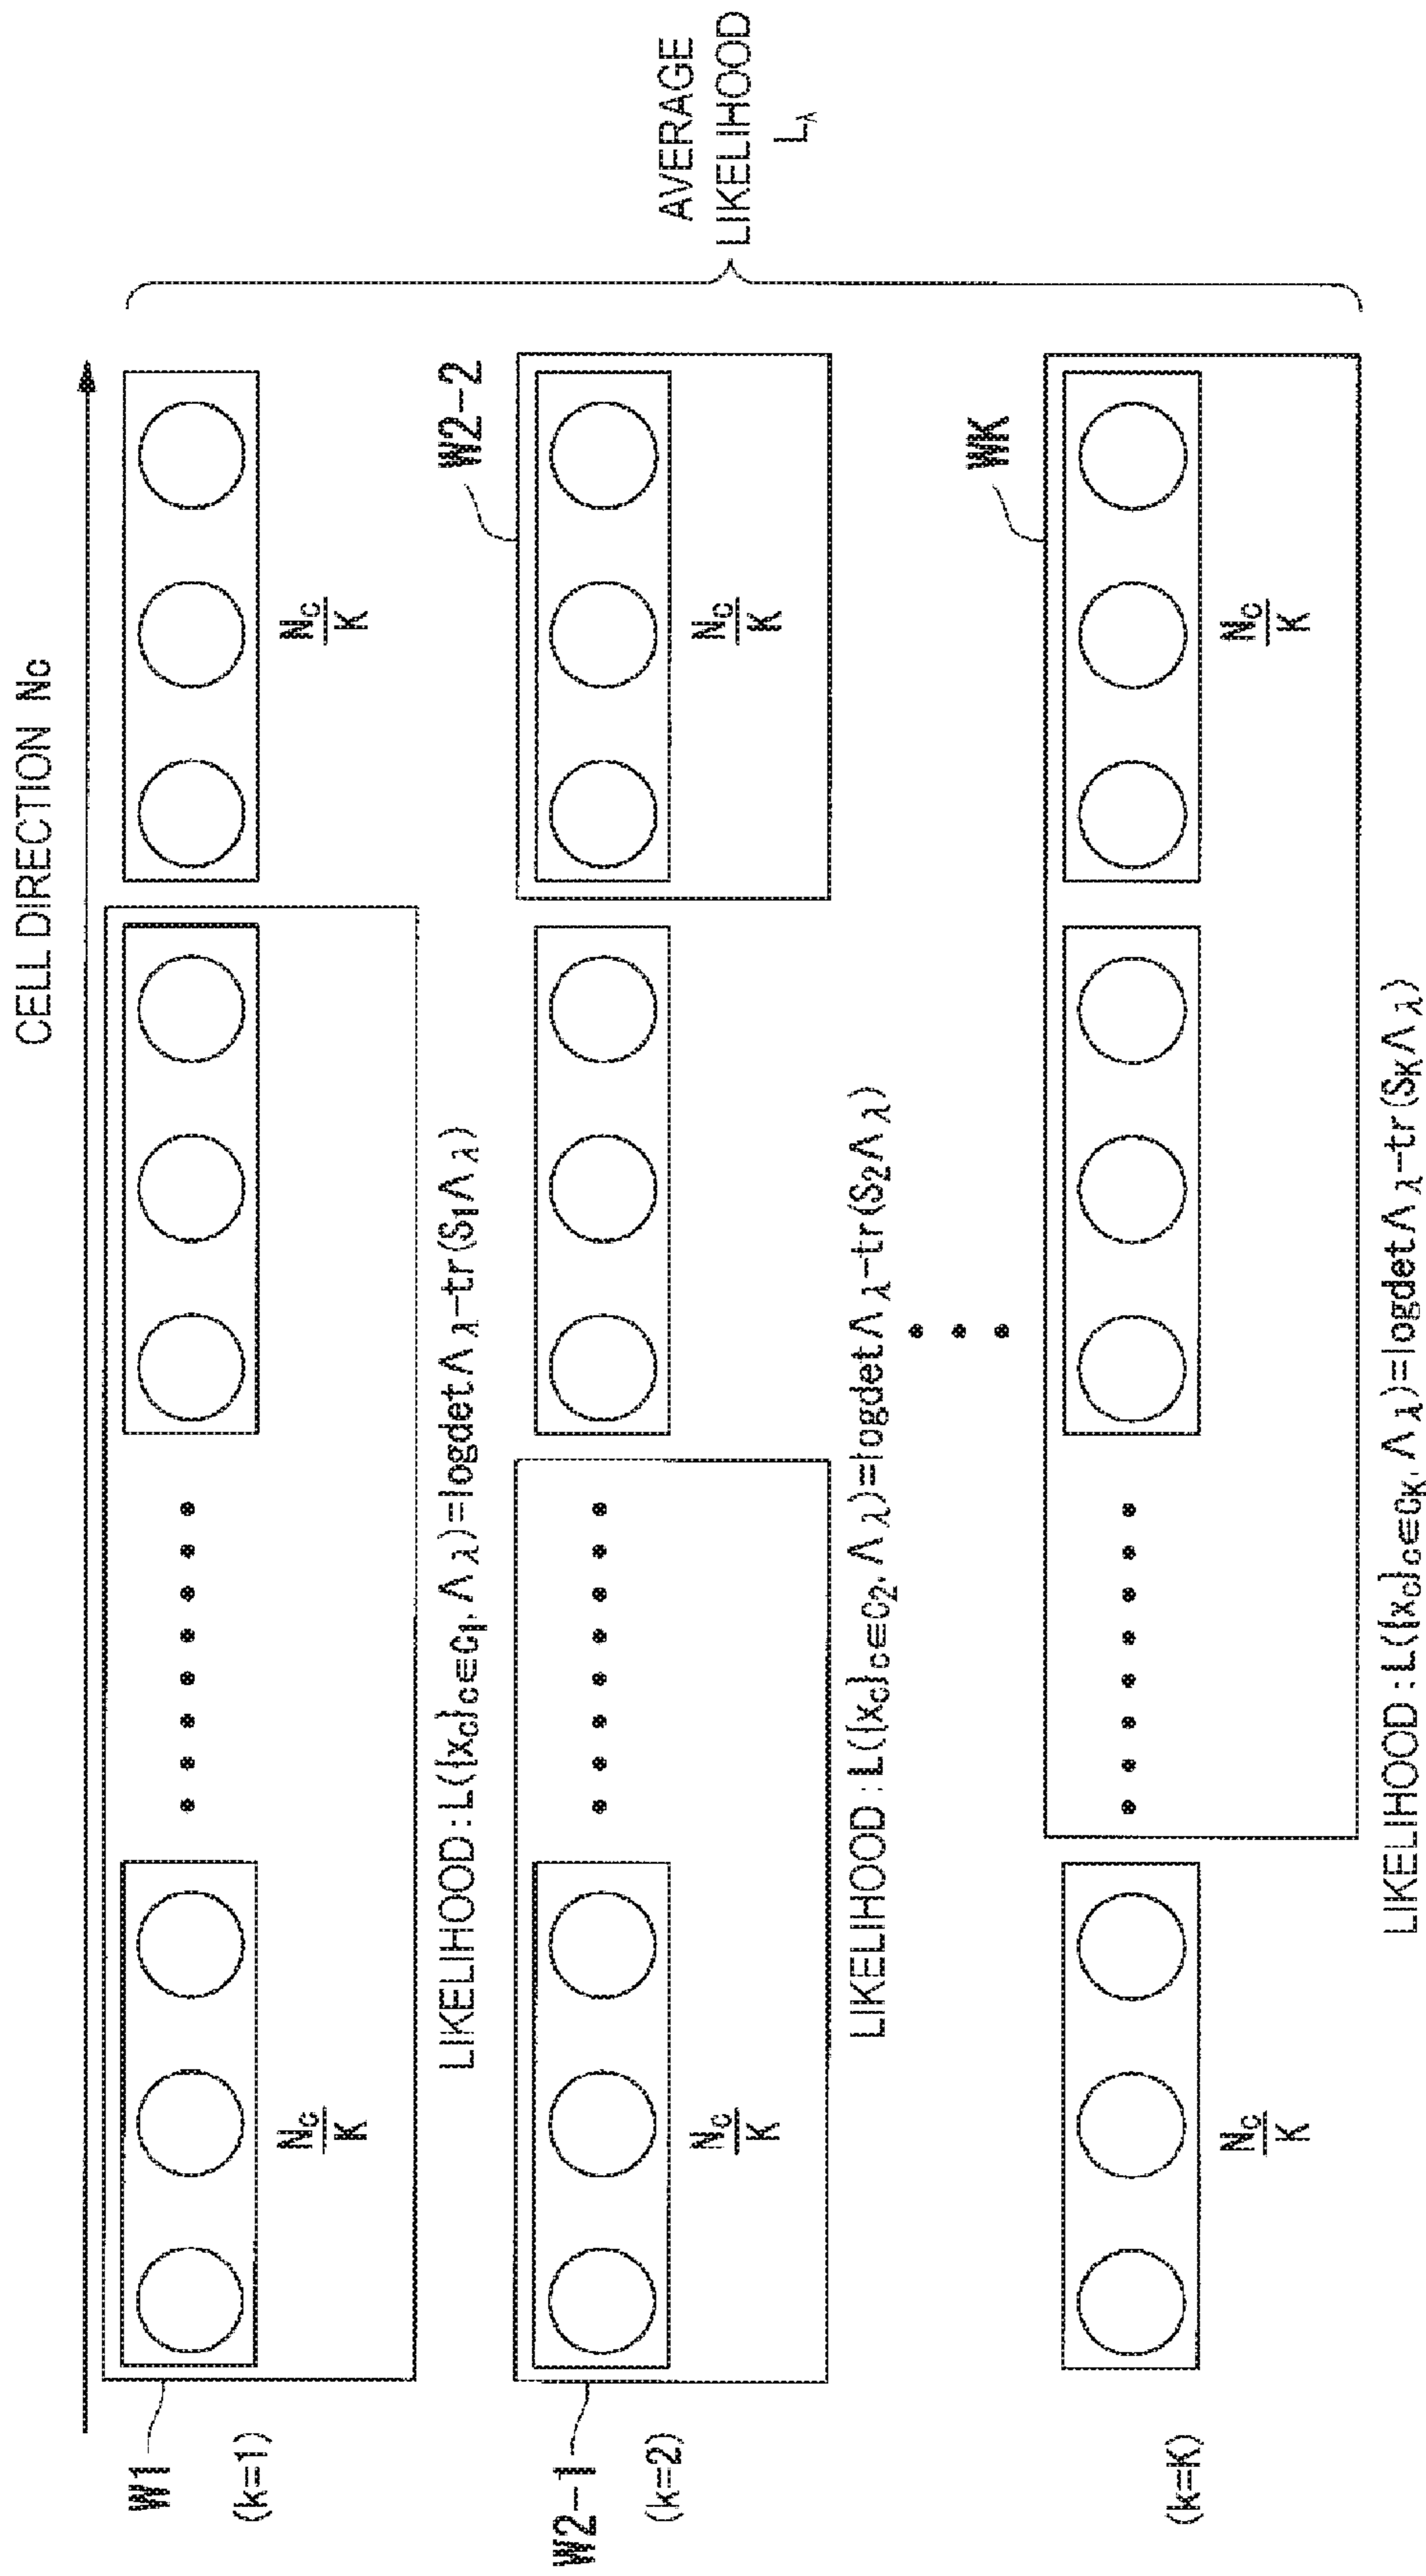 CELL DIRECTION Nc
W1
(k=1)
Nc
K
Nc
K
LIKELIHOOD : L({xc}c∈C1, Λλ)=logdetΛλ-tr(S1Λλ)
W2-1
W2-2
(k=2)
Nc
K
Nc
K
LIKELIHOOD : L({xc}c∈C2, Λλ)=logdetΛλ-tr(S2Λλ)
WK
(k=K)
Nc
K
Nc
K
LIKELIHOOD : L({xc}c∈CK, Λλ)=logdetΛλ-tr(SKΛλ)
AVERAGE
LIKELIHOOD
Lλ